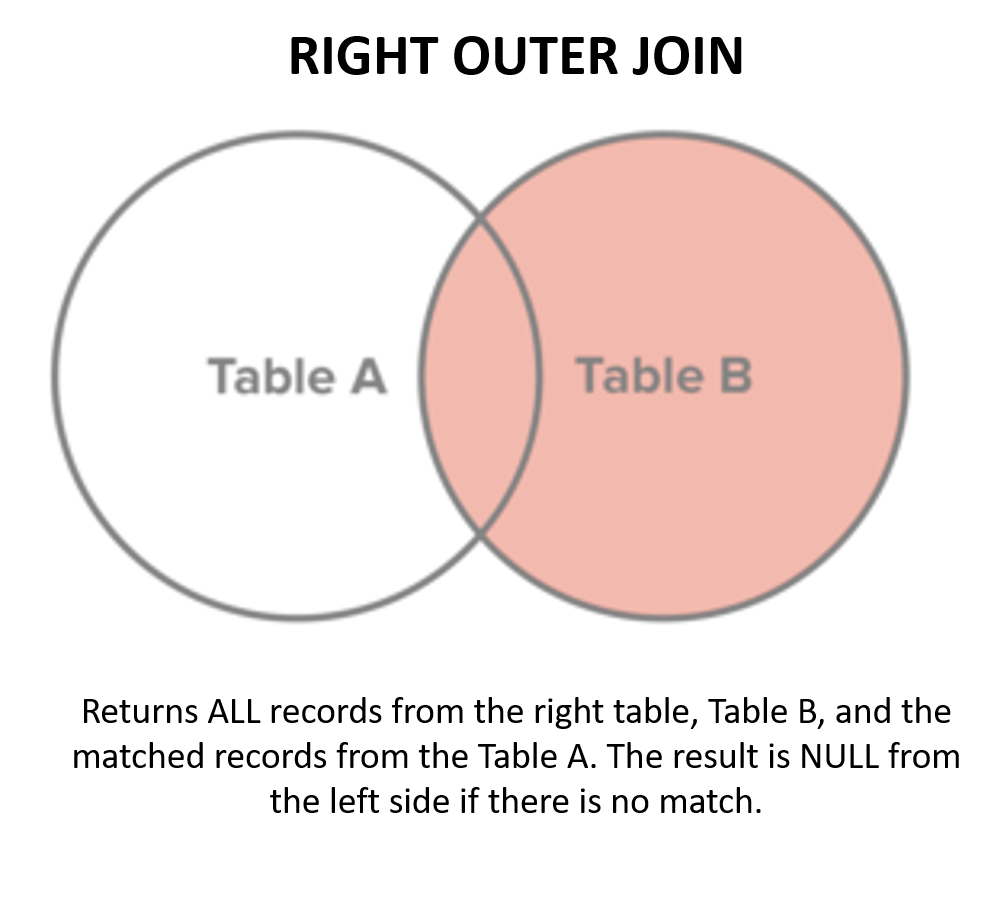 RIGHT OUTER JOIN
Table A
Table B
Returns ALL records from the right table, Table B, and the
matched records from the Table A. The result is NULL from
the left side if there is no match.